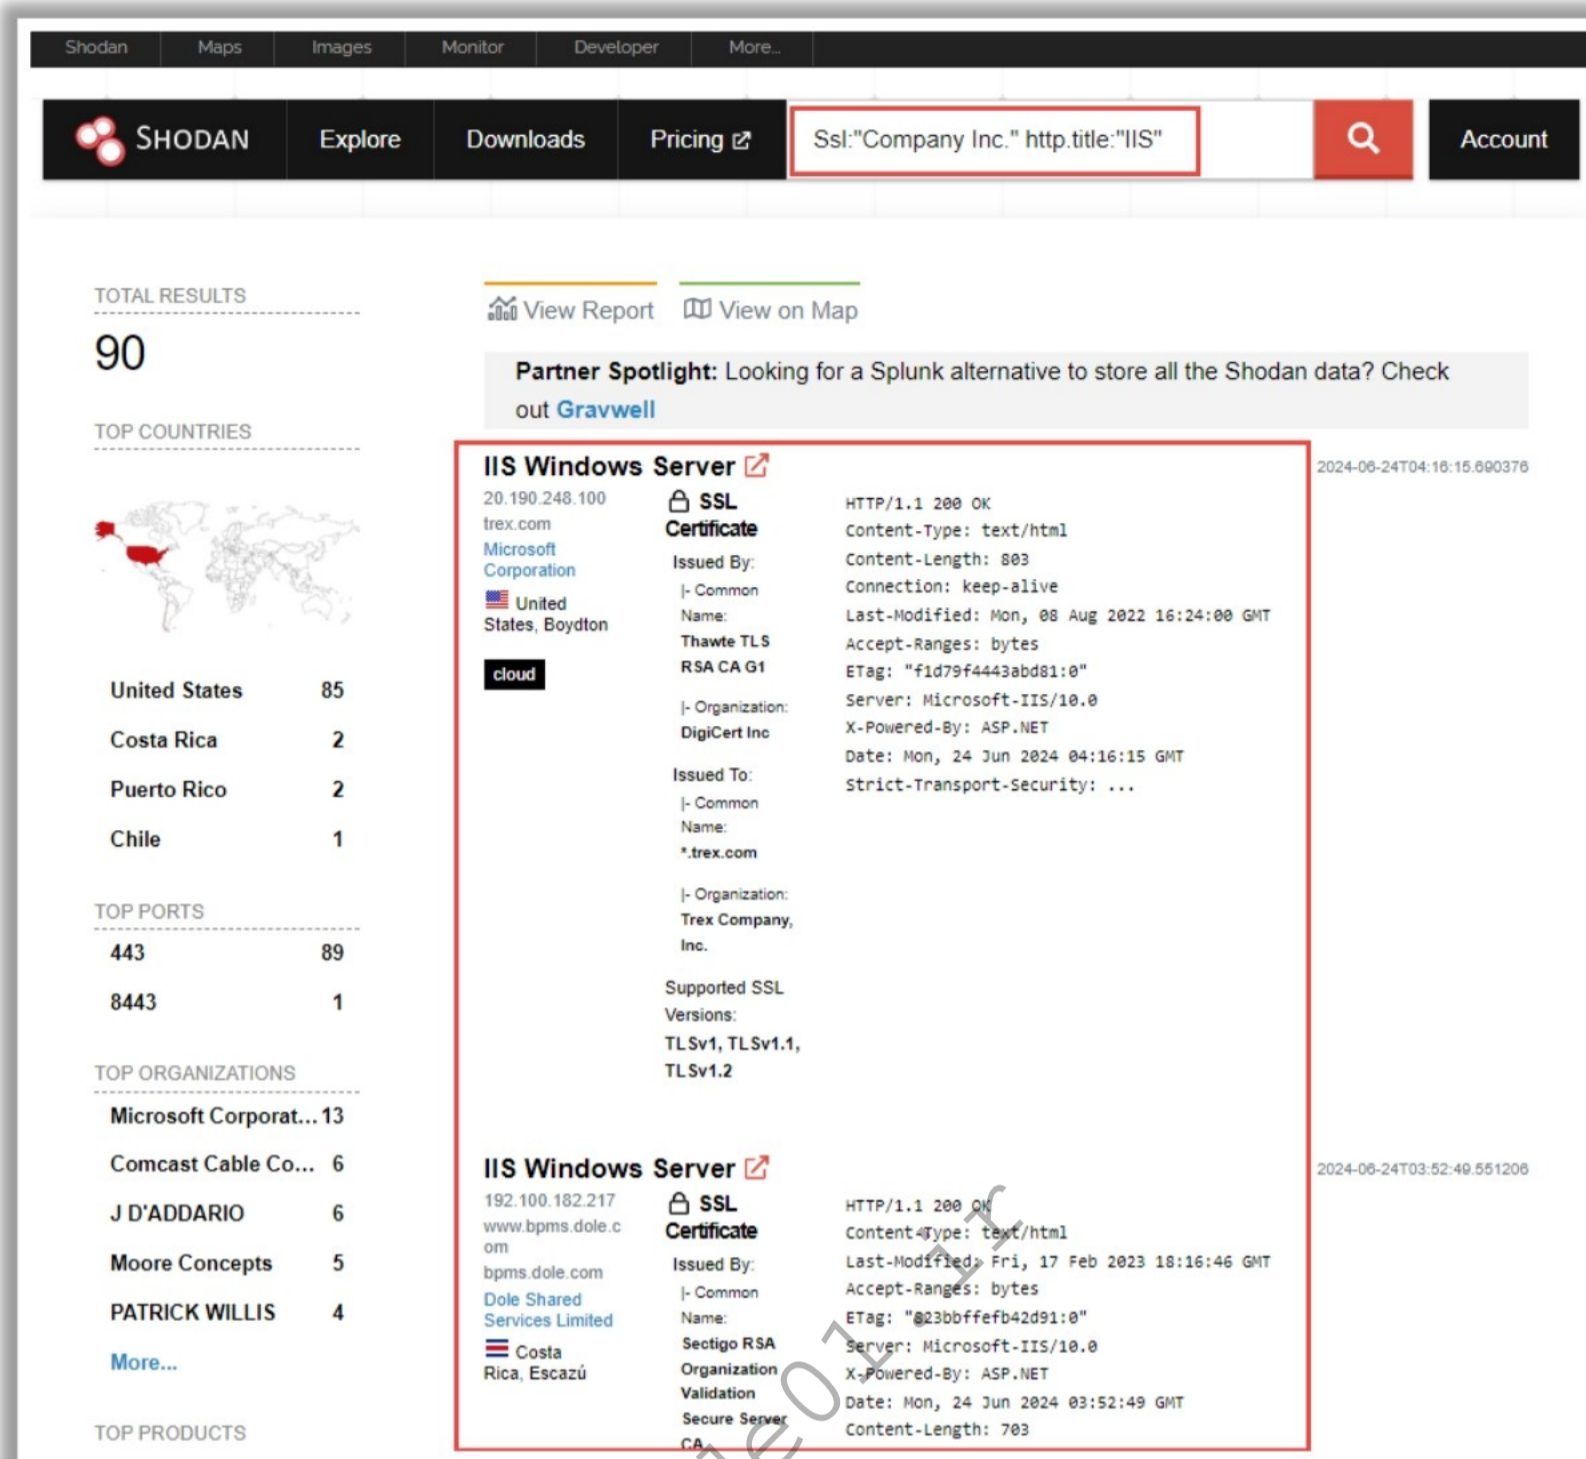 Shodan Maps Images Monitor Developer More...
SHODAN Explore Downloads Pricing Ssl:"Company Inc." http.title:"IIS" Account
TOTAL RESULTS
90
TOP COUNTRIES
United States 85
Costa Rica 2
Puerto Rico 2
Chile 1
TOP PORTS
443 89
8443 1
TOP ORGANIZATIONS
Microsoft Corporat... 13
Comcast Cable Co... 6
J D'ADDARIO 6
Moore Concepts 5
PATRICK WILLIS 4
More...
TOP PRODUCTS
View Report View on Map
Partner Spotlight: Looking for a Splunk alternative to store all the Shodan data? Check
out Gravwell
IIS Windows Server
2024-06-24T04:16:15.690376
20.190.248.100
trex.com
Microsoft
Corporation
United
States, Boydton
cloud
SSL
Certificate
Issued By:
|- Common
Name:
Thawte TLS
RSA CA G1
|- Organization:
DigiCert Inc
Issued To:
|- Common
Name:
*.trex.com
|- Organization:
Trex Company,
Inc.
Supported SSL
Versions:
TLSv1, TLSv1.1,
TLSv1.2
HTTP/1.1 200 OK
Content-Type: text/html
Content-Length: 803
Connection: keep-alive
Last-Modified: Mon, 08 Aug 2022 16:24:00 GMT
Accept-Ranges: bytes
ETag: "f1d79f4443abd81:0"
Server: Microsoft-IIS/10.0
X-Powered-By: ASP.NET
Date: Mon, 24 Jun 2024 04:16:15 GMT
Strict-Transport-Security: ...
IIS Windows Server
2024-06-24T03:52:49.551206
192.100.182.217
www.bpms.dole.c
om
bpms.dole.com
Dole Shared
Services Limited
Costa
Rica, Escazú
SSL
Certificate
Issued By:
|- Common
Name:
Sectigo RSA
Organization
Validation
Secure Server
CA
HTTP/1.1 200 OK
Content-Type: text/html
Last-Modified: Fri, 17 Feb 2023 18:16:46 GMT
Accept-Ranges: bytes
ETag: "823bbffefb42d91:0"
Server: Microsoft-IIS/10.0
X-Powered-By: ASP.NET
Date: Mon, 24 Jun 2024 03:52:49 GMT
Content-Length: 703